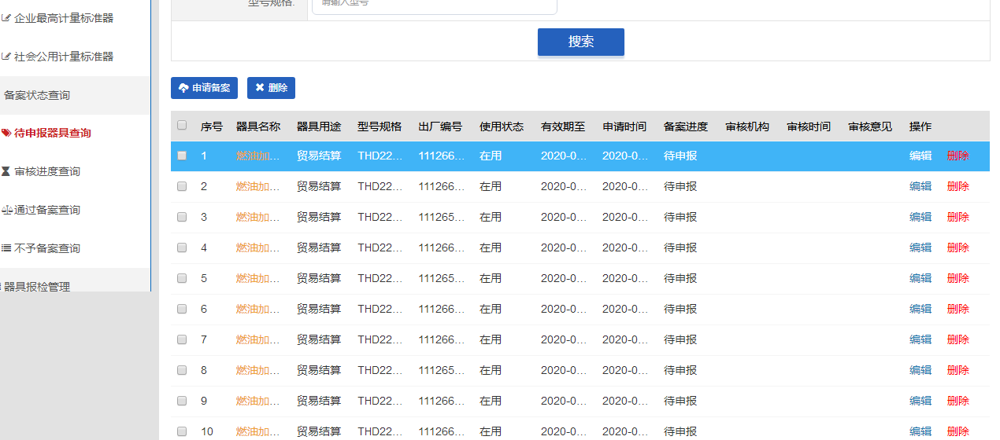 企业最高计量标准器
社会公用计量标准器
备案状态查询
待申报器具查询
审核进度查询
通过备案查询
不予备案查询
器具报检管理
型号规格:
请输入型号
搜索
申请备案 删除
序号 器具名称 器具用途 型号规格 出厂编号 使用状态 有效期至 申请时间 备案进度 审核机构 审核时间 审核意见 操作
1 燃油加... 贸易结算 THD22... 111266... 在用 2020-0... 2020-0... 待申报 编辑 删除
2 燃油加... 贸易结算 THD22... 111266... 在用 2020-0... 2020-0... 待申报 编辑 删除
3 燃油加... 贸易结算 THD22... 111265... 在用 2020-0... 2020-0... 待申报 编辑 删除
4 燃油加... 贸易结算 THD22... 111266... 在用 2020-0... 2020-0... 待申报 编辑 删除
5 燃油加... 贸易结算 THD22... 111265... 在用 2020-0... 2020-0... 待申报 编辑 删除
6 燃油加... 贸易结算 THD22... 111266... 在用 2020-0... 2020-0... 待申报 编辑 删除
7 燃油加... 贸易结算 THD22... 111266... 在用 2020-0... 2020-0... 待申报 编辑 删除
8 燃油加... 贸易结算 THD22... 111265... 在用 2020-0... 2020-0... 待申报 编辑 删除
9 燃油加... 贸易结算 THD22... 111266... 在用 2020-0... 2020-0... 待申报 编辑 删除
10 燃油加... 贸易结算 THD22... 111266... 在用 2020-0... 2020-0... 待申报 编辑 删除